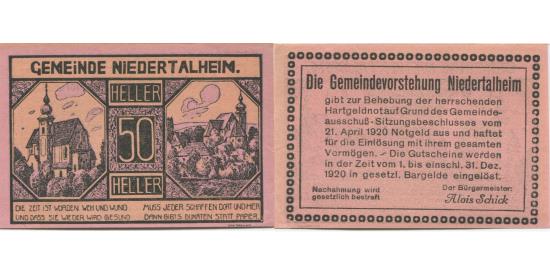 GEMEINDE NIEDERTALHEIM.
HELLER
50
HELLER
DIE ZEIT IST WORDEN WEH UND WUND
UND DASS SIE WIEDER WIRD GESUND
MUSS JEDER SCHAFFEN DORT UND HIER
DANN GIBT'S DUKATEN STATT PAPIER.
Die Gemeindevorstehung Niedertalheim
gibt zur Behebung der herrschenden
Hartgeldnot auf Grund des Gemeinde-
ausschuß-Sitzungsbeschlusses vom
21. April 1920 Notgeld aus und haftet
für die Einlösung mit ihrem gesamten
Vermögen. – Die Gutscheine werden
in der Zeit vom 1. bis einschl. 31. Dez.
1920 in gesetzl. Bargelde eingelöst.
Nachahmung wird
gesetzlich bestraft
Der Bürgermeister:
Alois Schick